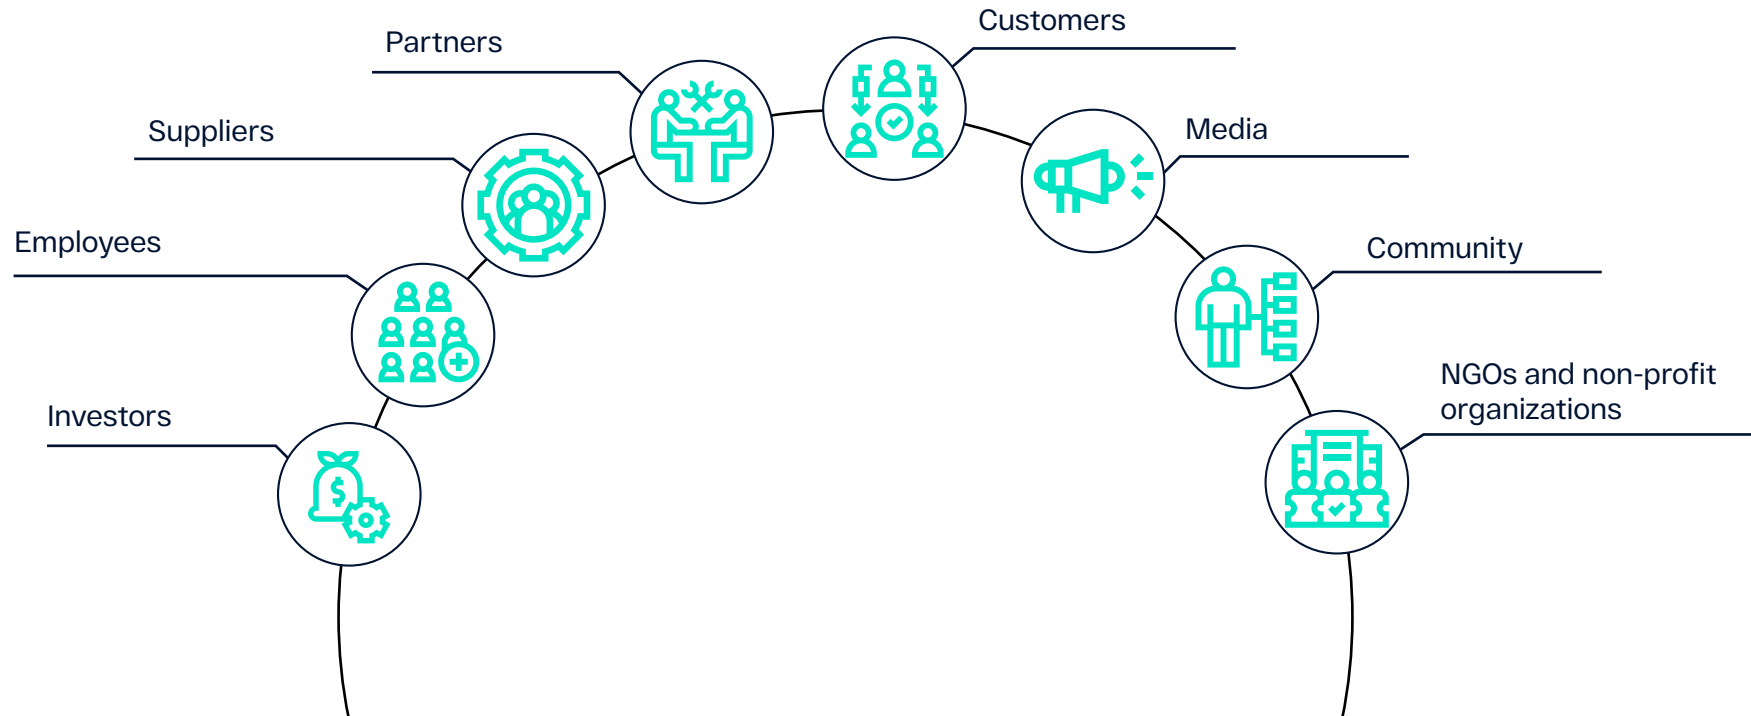 Customers
Partners
Media
Suppliers
Employees
Community
NGOs and non-profit
organizations
Investors
$